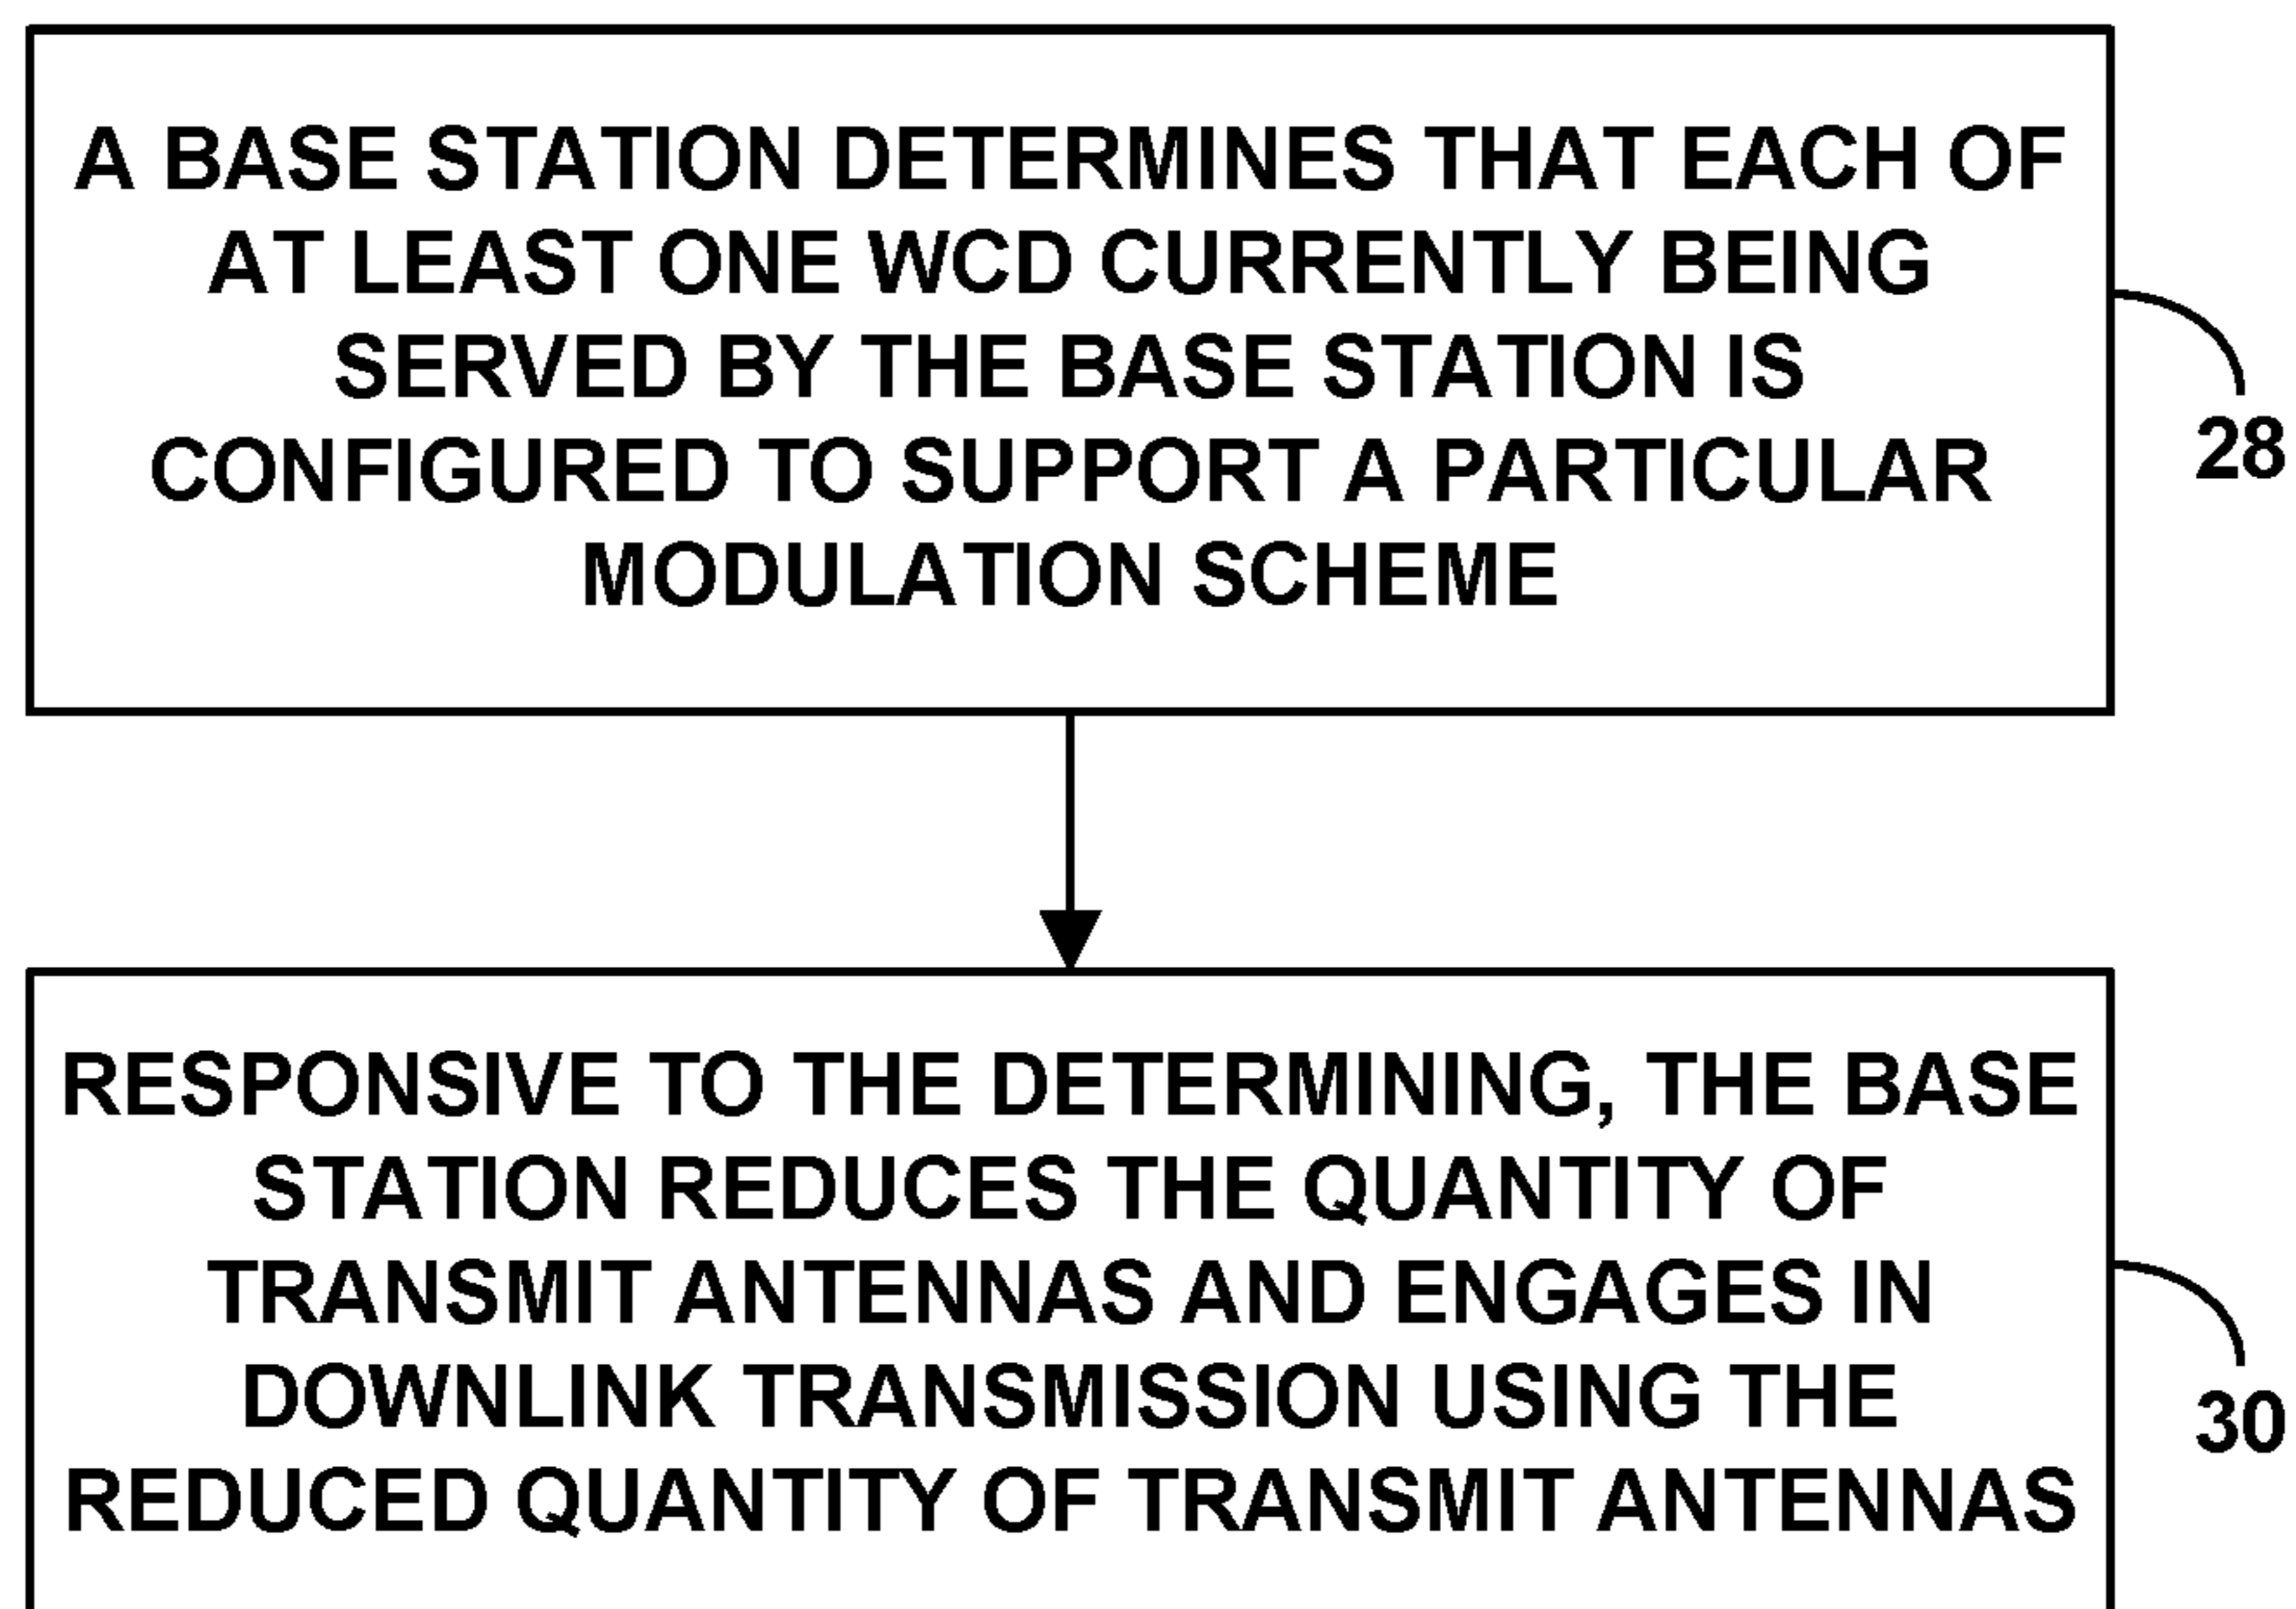 A BASE STATION DETERMINES THAT EACH OF
AT LEAST ONE WCD CURRENTLY BEING
SERVED BY THE BASE STATION IS
CONFIGURED TO SUPPORT A PARTICULAR
MODULATION SCHEME
28
RESPONSIVE TO THE DETERMINING, THE BASE
STATION REDUCES THE QUANTITY OF
TRANSMIT ANTENNAS AND ENGAGES IN
DOWNLINK TRANSMISSION USING THE
REDUCED QUANTITY OF TRANSMIT ANTENNAS
30